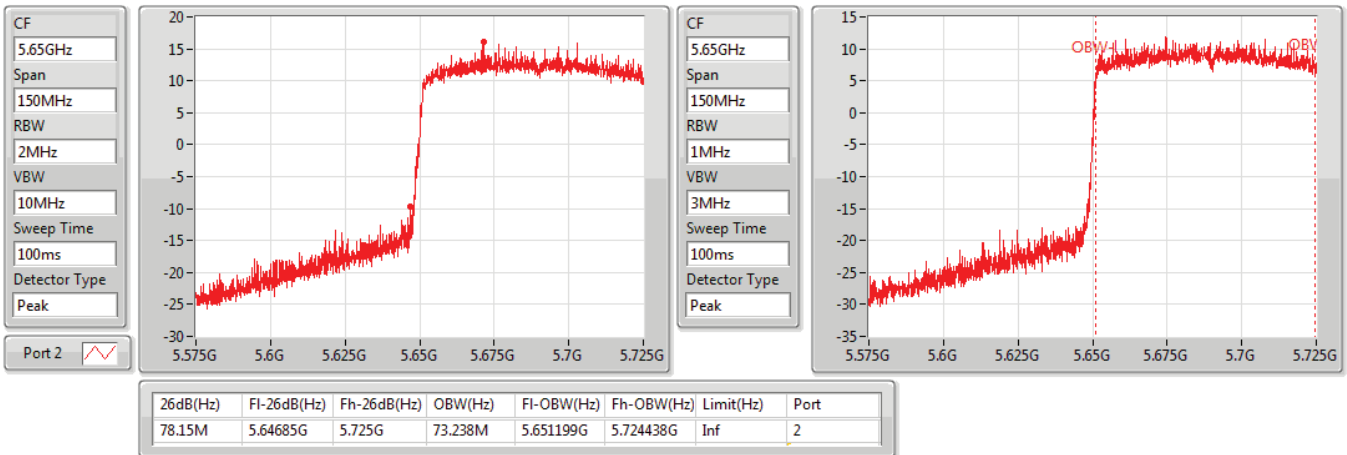 CF
5.65GHz
Span
150MHz
RBW
2MHz
VBW
10MHz
Sweep Time
100ms
Detector Type
Peak
Port 2
20
15
10
5
0
-5
-10
-15
-20
-25
-30
5.575G 5.6G 5.625G 5.65G 5.675G 5.7G 5.725G
CF
5.65GHz
Span
150MHz
RBW
1MHz
VBW
3MHz
Sweep Time
100ms
Detector Type
Peak
15
10
5
0
-5
-10
-15
-20
-25
-30
-35
OBW-L
OBV
5.575G 5.6G 5.625G 5.65G 5.675G 5.7G 5.725G
26dB(Hz) Fl-26dB(Hz) Fh-26dB(Hz) OBW(Hz) Fl-OBW(Hz) Fh-OBW(Hz) Limit(Hz) Port
78.15M 5.64685G 5.725G 73.238M 5.651199G 5.724438G Inf 2